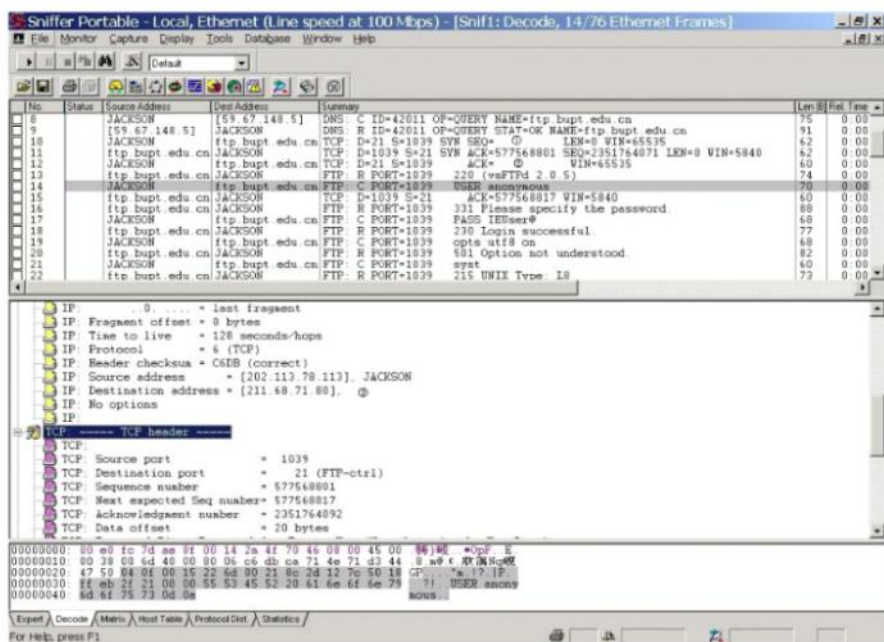 Sniffer Portable - Local, Ethernet (Line speed at 100 Mbps) - [Snif1: Decode, 14/76 Ethernet Frames]
File Monitor Capture Display Tools Database Window Help
Default
No. Status Source Address Dest Address Summary Len (B) Rel. Time
8 JACKSON [59.67.148.5] DNS: C ID=42011 OP=QUERY NAME=ftp.bupt.edu.cn 75 0:00
9 [59.67.148.5] JACKSON DNS: R ID=42011 OP=QUERY STAT=OK NAME=ftp.bupt.edu.cn 91 0:00
10 JACKSON ftp.bupt.edu.cn TCP: D=21 S=1039 SYN SEQ= ① LEN=0 WIN=65535 62 0:00
11 ftp.bupt.edu.cn JACKSON TCP: D=1039 S=21 SYN ACK=577568801 SEQ=2351764071 LEN=0 WIN=5840 62 0:00
12 JACKSON ftp.bupt.edu.cn TCP: D=21 S=1039 ACK= ② WIN=65535 60 0:00
13 ftp.bupt.edu.cn JACKSON FTP: R PORT=1039 220 (vsFTPd 2.0.5) 74 0:00
14 JACKSON ftp.bupt.edu.cn FTP: C PORT=1039 USER anonymous 70 0:00
15 ftp.bupt.edu.cn JACKSON TCP: D=1039 S=21 ACK=577568817 WIN=5840 60 0:00
16 ftp.bupt.edu.cn JACKSON FTP: R PORT=1039 331 Please specify the password. 88 0:00
17 JACKSON ftp.bupt.edu.cn FTP: C PORT=1039 PASS IEUser@ 68 0:00
18 ftp.bupt.edu.cn JACKSON FTP: R PORT=1039 230 Login successful. 77 0:00
19 JACKSON ftp.bupt.edu.cn FTP: C PORT=1039 opts utf8 on 68 0:00
20 ftp.bupt.edu.cn JACKSON FTP: R PORT=1039 501 Option not understood. 82 0:00
21 JACKSON ftp.bupt.edu.cn FTP: C PORT=1039 syst 60 0:00
22 ftp.bupt.edu.cn JACKSON FTP: R PORT=1039 215 UNIX Type: L8 73 0:00
IP: ..0. .... = last fragment
IP: Fragment offset = 0 bytes
IP: Time to live = 128 seconds/hops
IP: Protocol = 6 (TCP)
IP: Header checksum = C6DB (correct)
IP: Source address = [202.113.78.113], JACKSON
IP: Destination address = [211.68.71.80], ③
IP: No options
IP:
TCP: ----- TCP header -----
TCP:
TCP: Source port = 1039
TCP: Destination port = 21 (FTP-ctrl)
TCP: Sequence number = 577568801
TCP: Next expected Seq number= 577568817
TCP: Acknowledgment number = 2351764092
TCP: Data offset = 20 bytes
00000000: 00 e0 fc 7d ae 8f 00 14 2a 4f 70 46 08 00 45 00
00000010: 00 38 00 6d 40 00 80 06 c6 db ca 71 4e 71 d3 44
00000020: 47 50 04 0f 00 15 22 6d 00 21 8c 2d 12 7c 50 18
00000030: ff eb 2f 21 00 00 55 53 45 52 20 61 6e 6f 6e 79 USER anony
00000040: 6d 6f 75 73 0d 0a mous..
Expert Decode Matrix Host Table Protocol Dist. Statistics
For Help, press F1